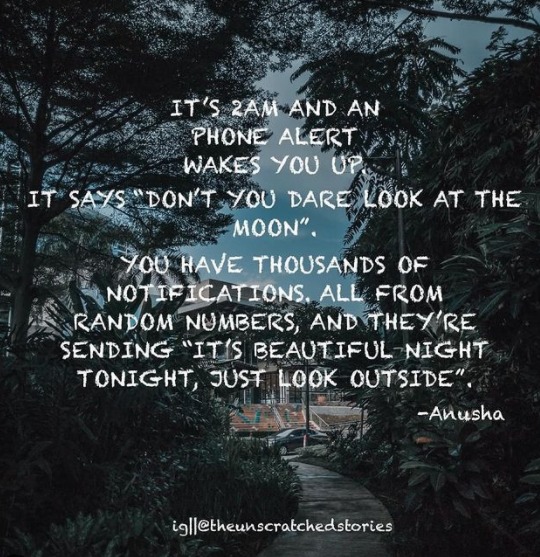 IT'S 2AM AND AN
PHONE ALERT
WAKES YOU UP.
IT SAYS "DON'T YOU DARE LOOK AT THE
MOON".
YOU HAVE THOUSANDS OF
NOTIFICATIONS. ALL FROM
RANDOM NUMBERS, AND THEY'RE
SENDING "IT'S BEAUTIFUL NIGHT
TONIGHT, JUST LOOK OUTSIDE".
-Anusha
ig||@theunscratchedstories